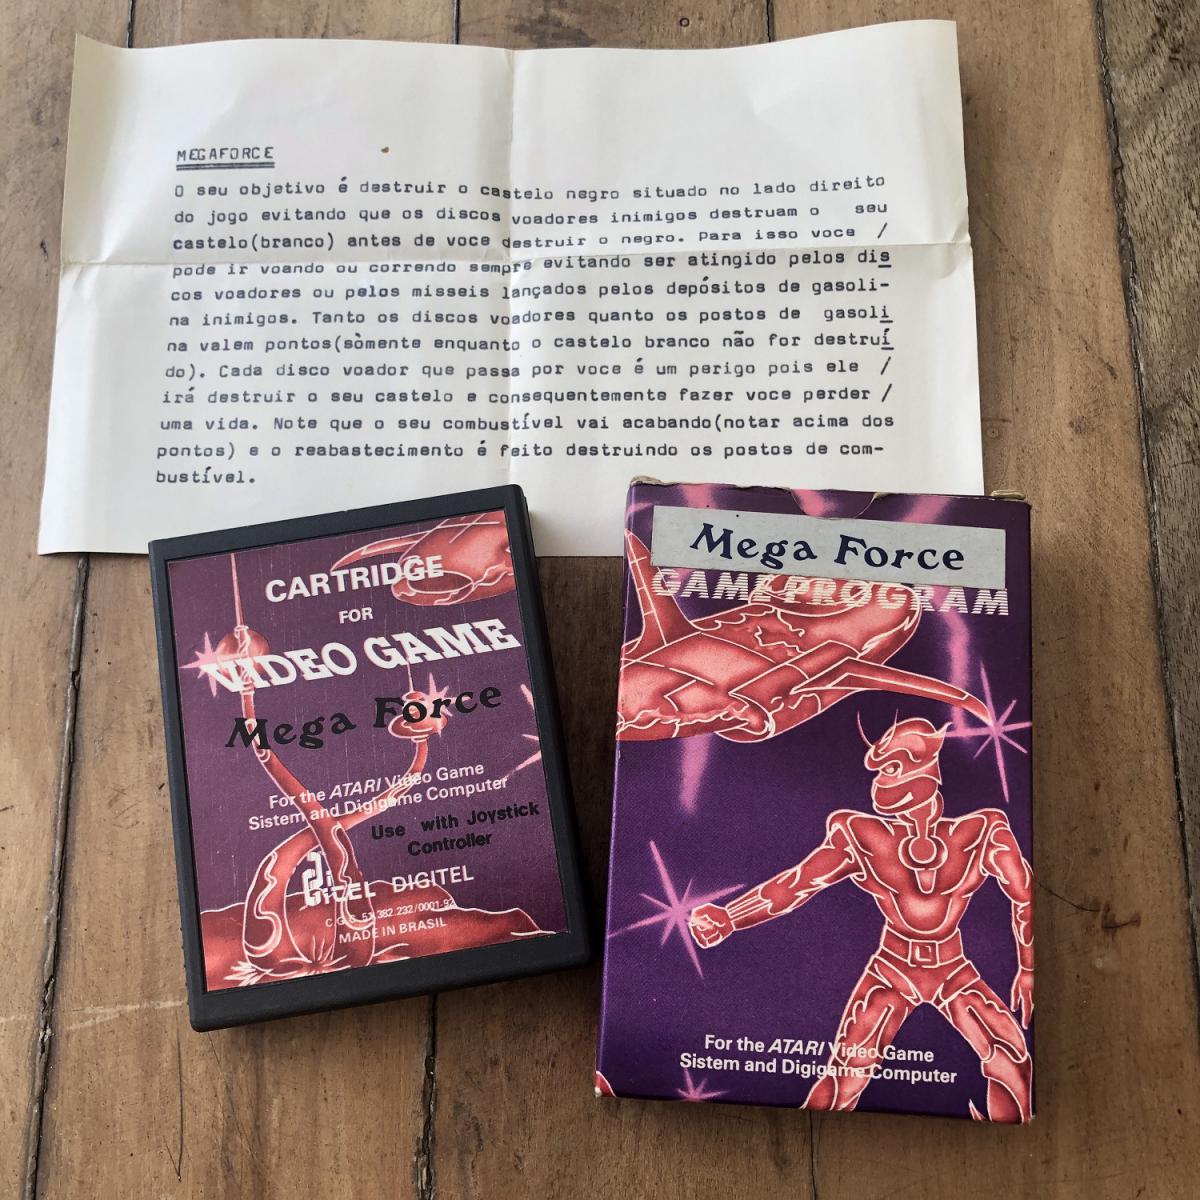 MEGAFORCE
O seu objetivo é destruir o castelo negro situado no lado direito
do jogo evitando que os discos voadores inimigos destruam o seu
castelo(branco) antes de voce destruir o negro. Para isso voce /
pode ir voando ou correndo sempre evitando ser atingido pelos dis
cos voadores ou pelos misseis lançados pelos depósitos de gasoli-
na inimigos. Tanto os discos voadores quanto os postos de gasoli
na valem pontos(sòmente enquanto o castelo branco não for destruí
do). Cada disco voador que passa por voce é um perigo pois ele /
irá destruir o seu castelo e consequentemente fazer voce perder /
uma vida. Note que o seu combustível vai acabando(notar acima dos
pontos) e o reabastecimento é feito destruindo os postos de com-
bustível.
CARTRIDGE
FOR
VIDEO GAME
Mega Force
For the ATARI Video Game
Sistem and Digigame Computer
Use with Joystick
Controller
DIGITEL
C.G.C. 51.382.232/0001-92
MADE IN BRASIL
Mega Force
GAME PROGRAM
For the ATARI Video Game
Sistem and Digigame Computer